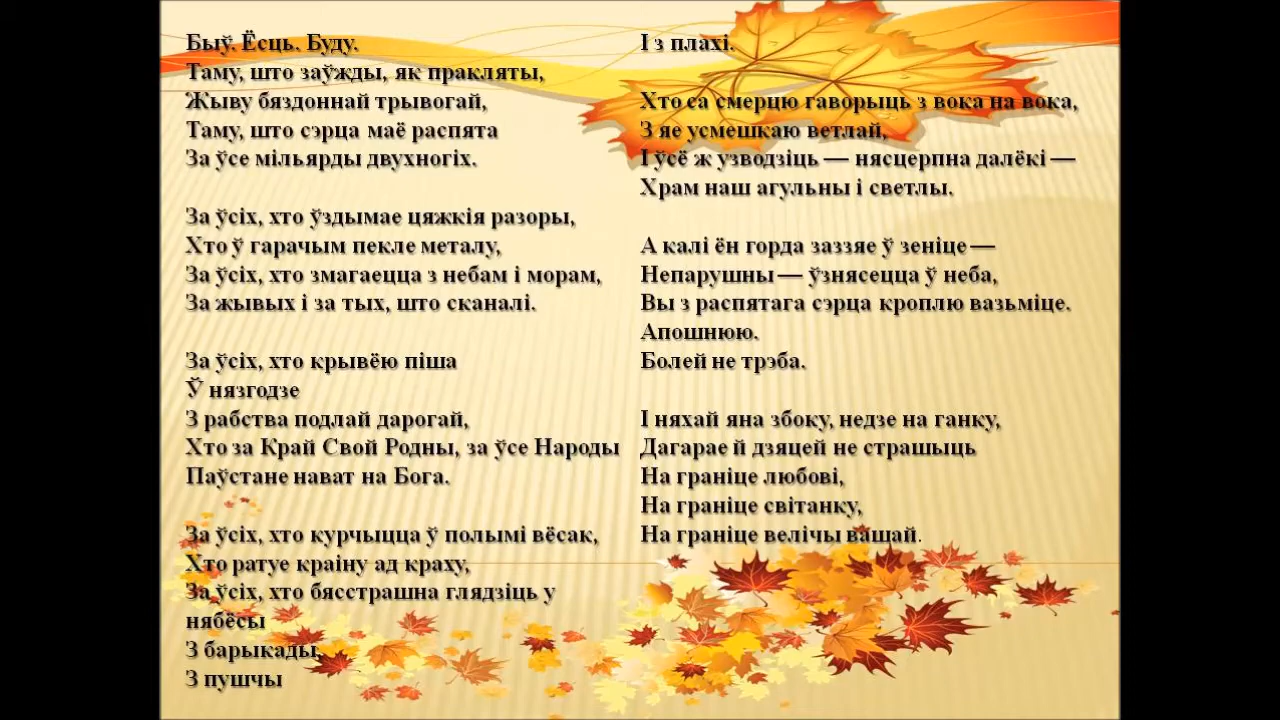 Быў. Ёсць. Буду.
Таму, што заўжды, як пракляты,
Жыву бяздоннай трывогай,
Таму, што сэрца маё распята
За ўсе мільярды двухногіх.
За ўсіх, хто ўздымае цяжкія разоры,
Хто ў гарачым пекле металу,
За ўсіх, хто змагаецца з небам і морам,
За жывых і за тых, што сканалі.
За ўсіх, хто крывёю піша
Ў нязгодзе
З рабства подлай дарогай,
Хто за Край Свой Родны, за ўсе Народы
Паўстане нават на Бога.
За ўсіх, хто курчыцца ў полымі вёсак,
Хто ратуе краіну ад краху,
За ўсіх, хто бясстрашна глядзіць у
нябёсы
З барыкады,
З пушчы
І з плахі.
Хто са смерцю гаворыць з вока на вока,
З яе усмешкаю ветлай,
І ўсё ж узводзіць — нясцерпна далёкі —
Храм наш агульны і светлы.
А калі ён горда заззяе ў зеніце —
Непарушны — ўзнясецца ў неба,
Вы з распятага сэрца кроплю вазьміце.
Апошнюю.
Болей не трэба.
І няхай яна збоку, недзе на ганку,
Дагарае й дзяцей не страшыць
На граніце любові,
На граніце світанку,
На граніце велічы вашай.